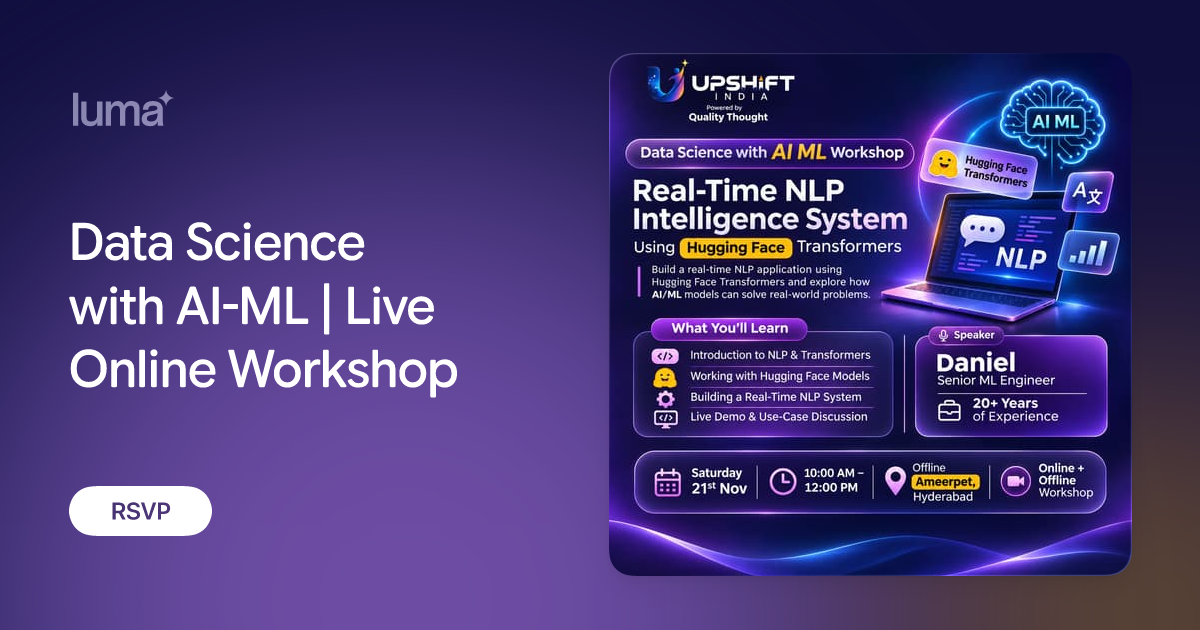 luma
Data Science
with AI-ML | Live
Online Workshop
RSVP
UPSHIFT
INDIA
Powered by
Quality Thought
AI ML
Data Science with AI ML Workshop
Hugging Face
Transformers
Real-Time NLP
Intelligence System
Using Hugging Face Transformers
Build a real-time NLP application using
Hugging Face Transformers and explore how
AI/ML models can solve real-world problems.
A文
NLP
What You'll Learn
</> Introduction to NLP & Transformers
Working with Hugging Face Models
Building a Real-Time NLP System
</> Live Demo & Use-Case Discussion
Speaker
Daniel
Senior ML Engineer
20+ Years
of Experience
Saturday
21st Nov
10:00 AM –
12:00 PM
Offline
Ameerpet,
Hyderabad
Online +
Offline
Workshop